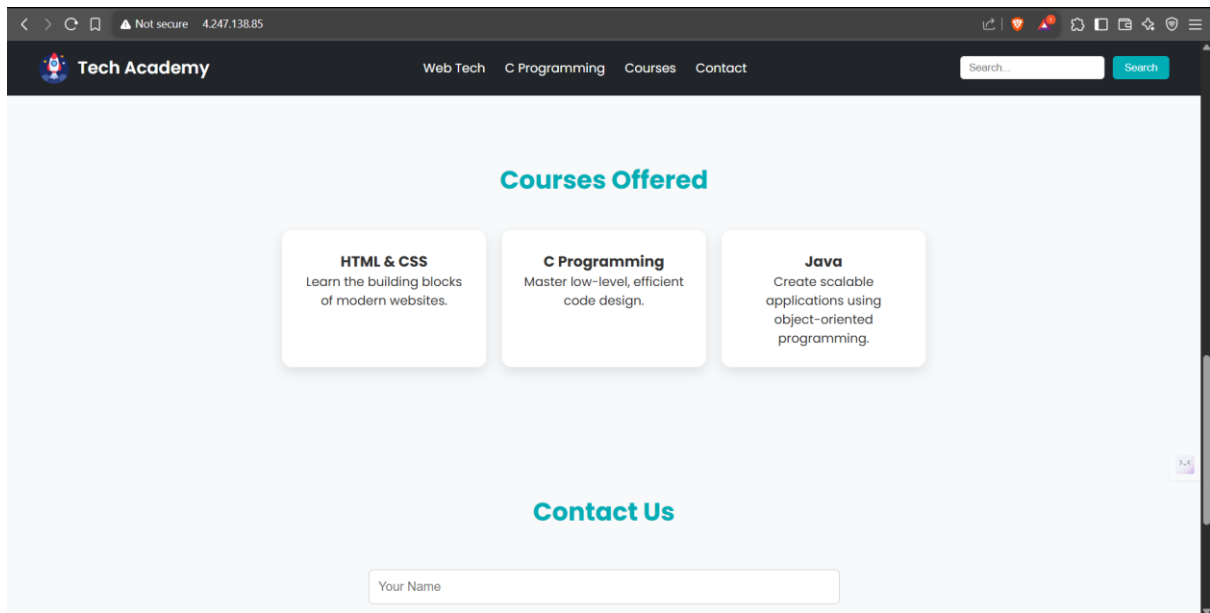 Not secure 4.247.138.85
Tech Academy
Web Tech C Programming Courses Contact
Search...
Search
Courses Offered
HTML & CSS
Learn the building blocks
of modern websites.
C Programming
Master low-level, efficient
code design.
Java
Create scalable
applications using
object-oriented
programming.
Contact Us
Your Name